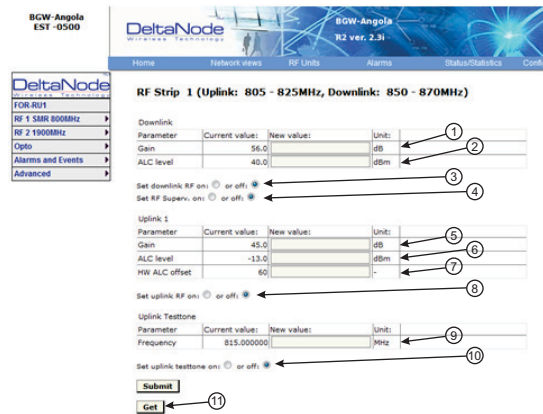 BGW-Angola
EST -0500
DeltaNode
Wireless Technology
BGW-Angola
R2 ver. 2.3i
Home Network views RF Units Alarms Status/Statistics Confi
DeltaNode
Wireless Technology
FOR-RU1
RF 1 SMR 800MHz
RF 2 1900MHz
Opto
Alarms and Events
Advanced
RF Strip 1 (Uplink: 805 - 825MHz, Downlink: 850 - 870MHz)
Downlink
Parameter Current value: New value: Unit:
Gain 56.0 dB 1
ALC level 40.0 dBm 2
Set downlink RF on: or off: 3
Set RF Superv. on: or off: 4
Uplink 1
Parameter Current value: New value: Unit:
Gain 45.0 dB 5
ALC level -13.0 dBm 6
HW ALC offset 60 - 7
Set uplink RF on: or off: 8
Uplink Testtone
Parameter Current value: New value: Unit:
Frequency 815.000000 MHz 9
Set uplink testtone on: or off: 10
Submit
Get 11